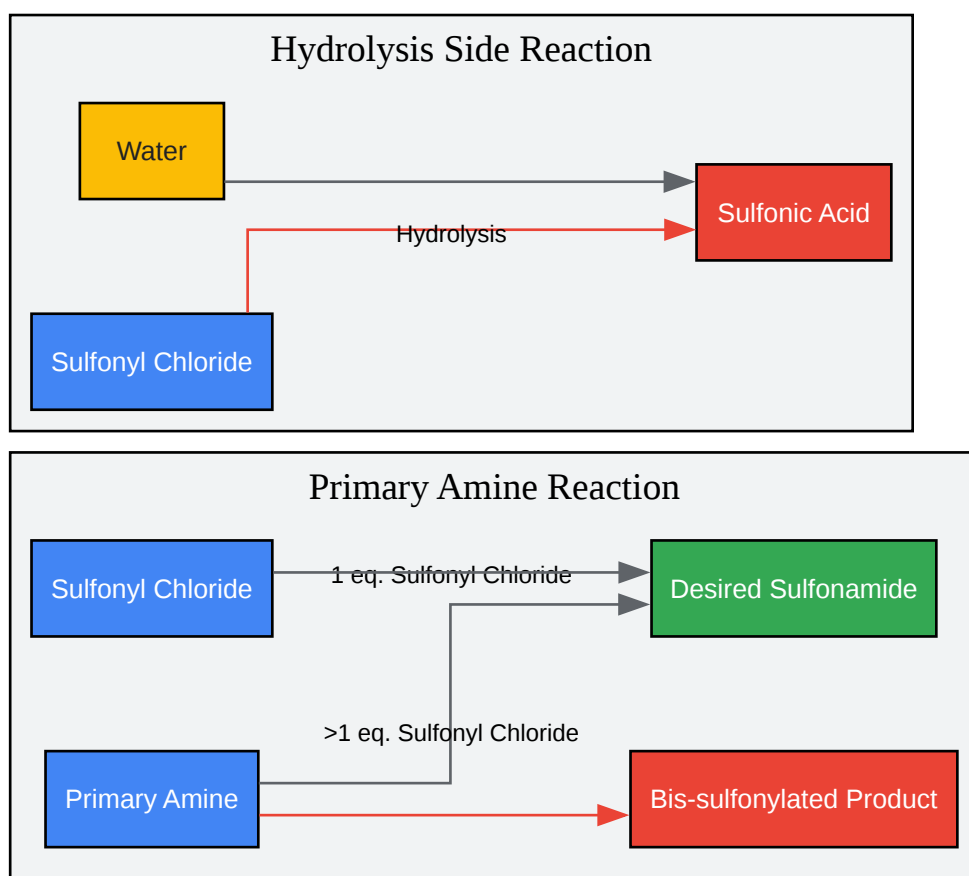 Hydrolysis Side Reaction
Water
Sulfonic Acid
Hydrolysis
Sulfonyl Chloride
Primary Amine Reaction
Sulfonyl Chloride
1 eq. Sulfonyl Chloride
Desired Sulfonamide
>1 eq. Sulfonyl Chloride
Primary Amine
Bis-sulfonylated Product